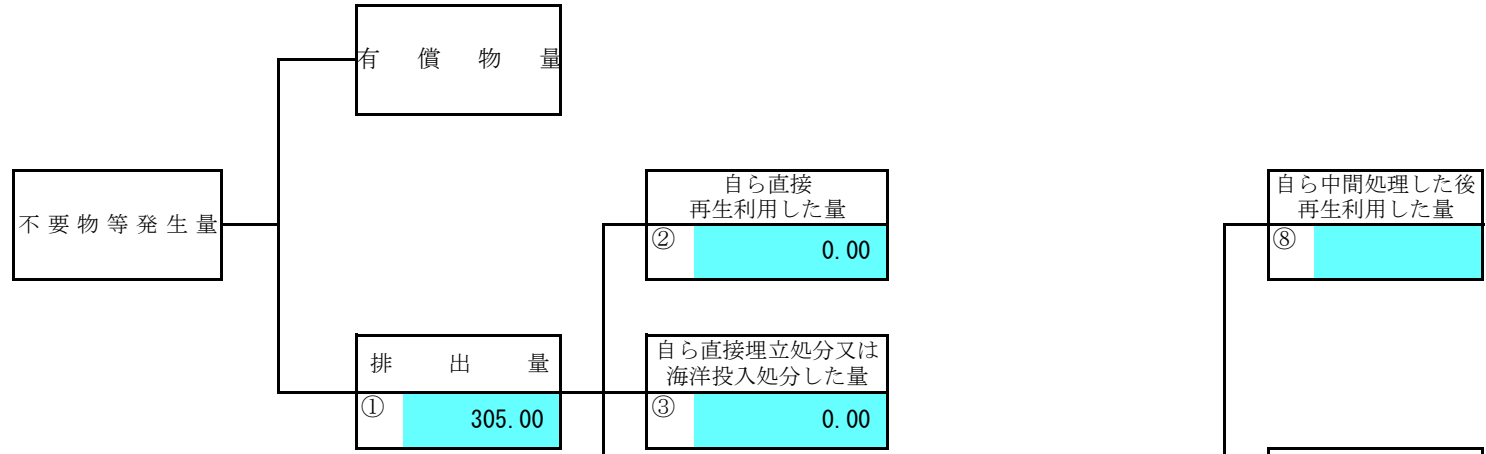 有償物量
不要物等発生量
自ら直接
再生利用した量
② 0.00
自ら中間処理した後
再生利用した量
⑧
排出量
① 305.00
自ら直接埋立処分又は
海洋投入処分した量
③ 0.00